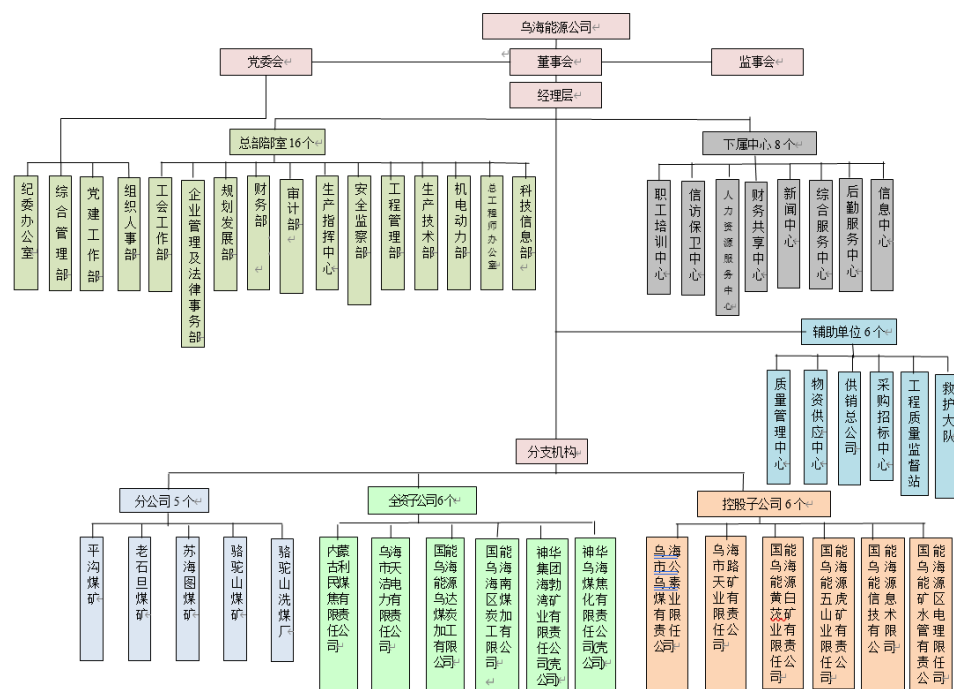 乌海能源公司
党委会
董事会
监事会
经理层
总部部室16个
下属中心8个
纪委办公室
综合管理部
党建工作部
组织人事部
工会工作部
企业管理及法律事务部
规划发展部
财务部
审计部
生产指挥中心
安全监察部
工程管理部
生产技术部
机电动力部
总工程师办公室
科技信息部
职工培训中心
信访保卫中心
人力资源服务中心
财务共享中心
新闻中心
综合服务中心
后勤服务中心
信息中心
辅助单位6个
质量管理中心
物资供应中心
供销总公司
采购招标中心
工程质量监督站
救护大队
分支机构
分公司5个
全资子公司6个
控股子公司6个
平沟煤矿
老石旦煤矿
苏海图煤矿
骆驼山煤矿
骆驼山洗煤厂
内蒙古利民煤焦有限责任公司
乌海市天洁电力有限责任公司
国能乌海能源乌达煤炭加工有限公司
国能乌海海南区煤炭加工有限公司
神华集团海勃湾矿业有限责任公司(壳公司)
神华乌海煤焦化有限责任公司(壳公司)
乌海市公乌素煤业有限责任公司
乌海市路天矿业有限责任公司
国能乌海能源黄白茨矿业有限责任公司
国能乌海能源五虎山矿业有限责任公司
国能乌海能源信息技术有限公司
国能乌海能源矿区水电管理有限责任公司